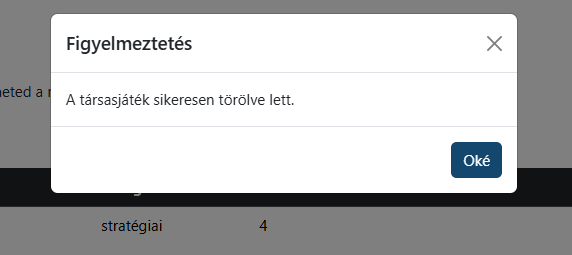 Figyelmeztetés
A társasjáték sikeresen törölve lett.
Oké
stratégiai 4